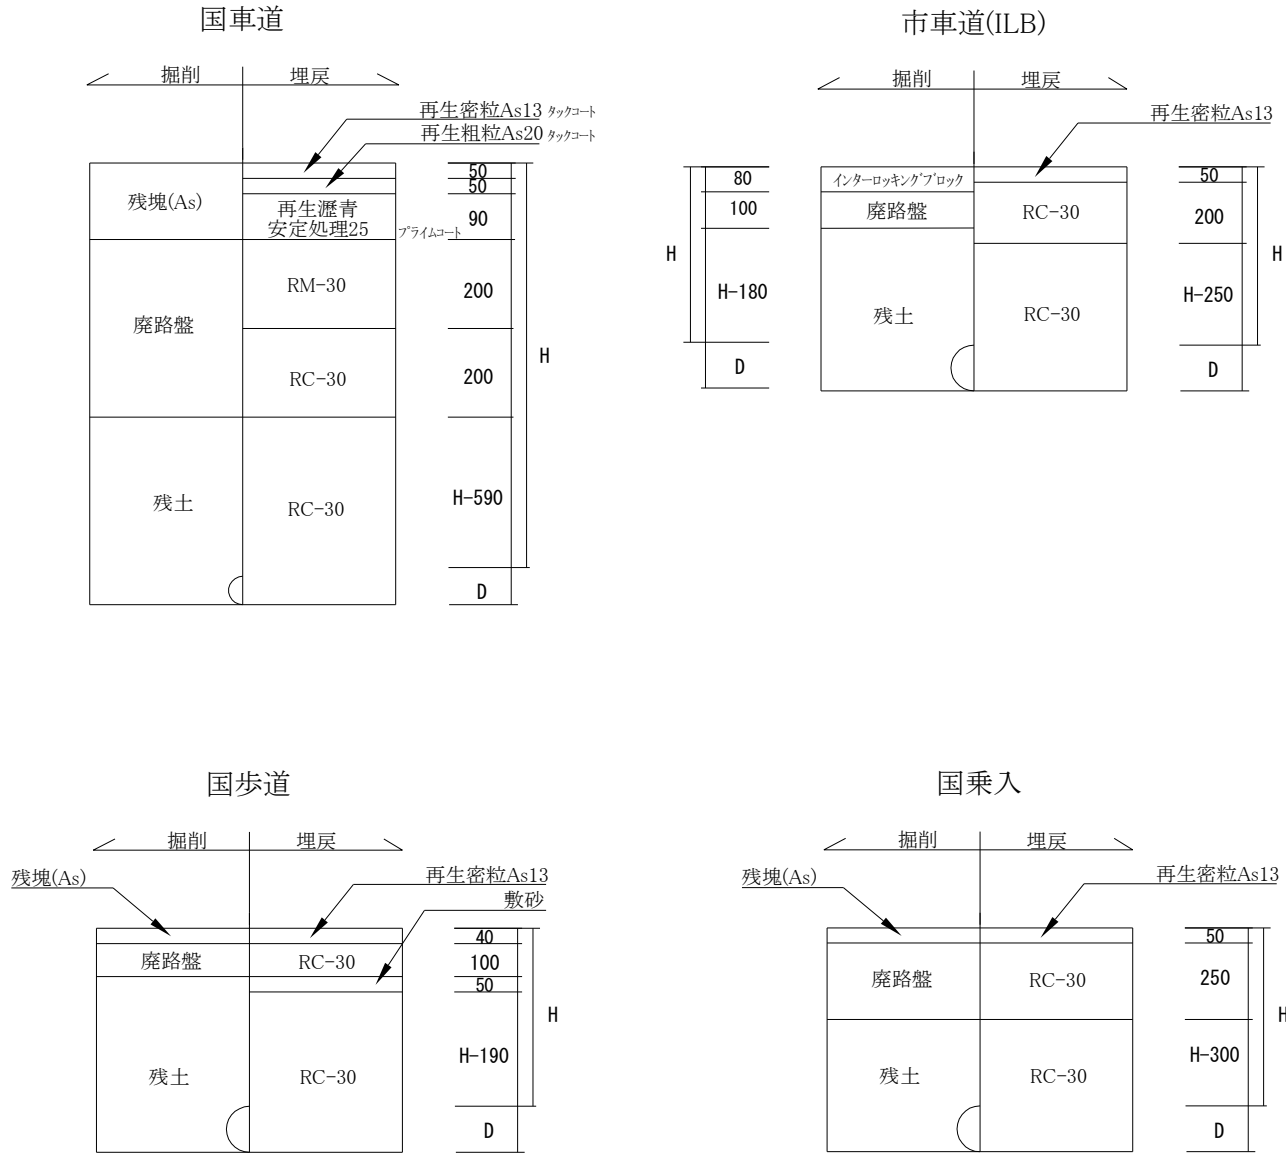 国車道
掘削
埋戻
再生密粒As13 タックコート
再生粗粒As20 タックコート
残塊(As)
再生瀝青
安定処理25
プライムコート
廃路盤
RM-30
RC-30
残土
RC-30
50
50
90
200
200
H-590
D
H
市車道(ILB)
掘削
埋戻
再生密粒As13
インターロッキングブロック
廃路盤
残土
RC-30
RC-30
80
100
H-180
D
H
50
200
H-250
D
H
国歩道
掘削
埋戻
残塊(As)
再生密粒As13
敷砂
廃路盤
RC-30
残土
RC-30
40
100
50
H-190
D
H
国乗入
掘削
埋戻
残塊(As)
再生密粒As13
廃路盤
RC-30
残土
RC-30
50
250
H-300
D
H